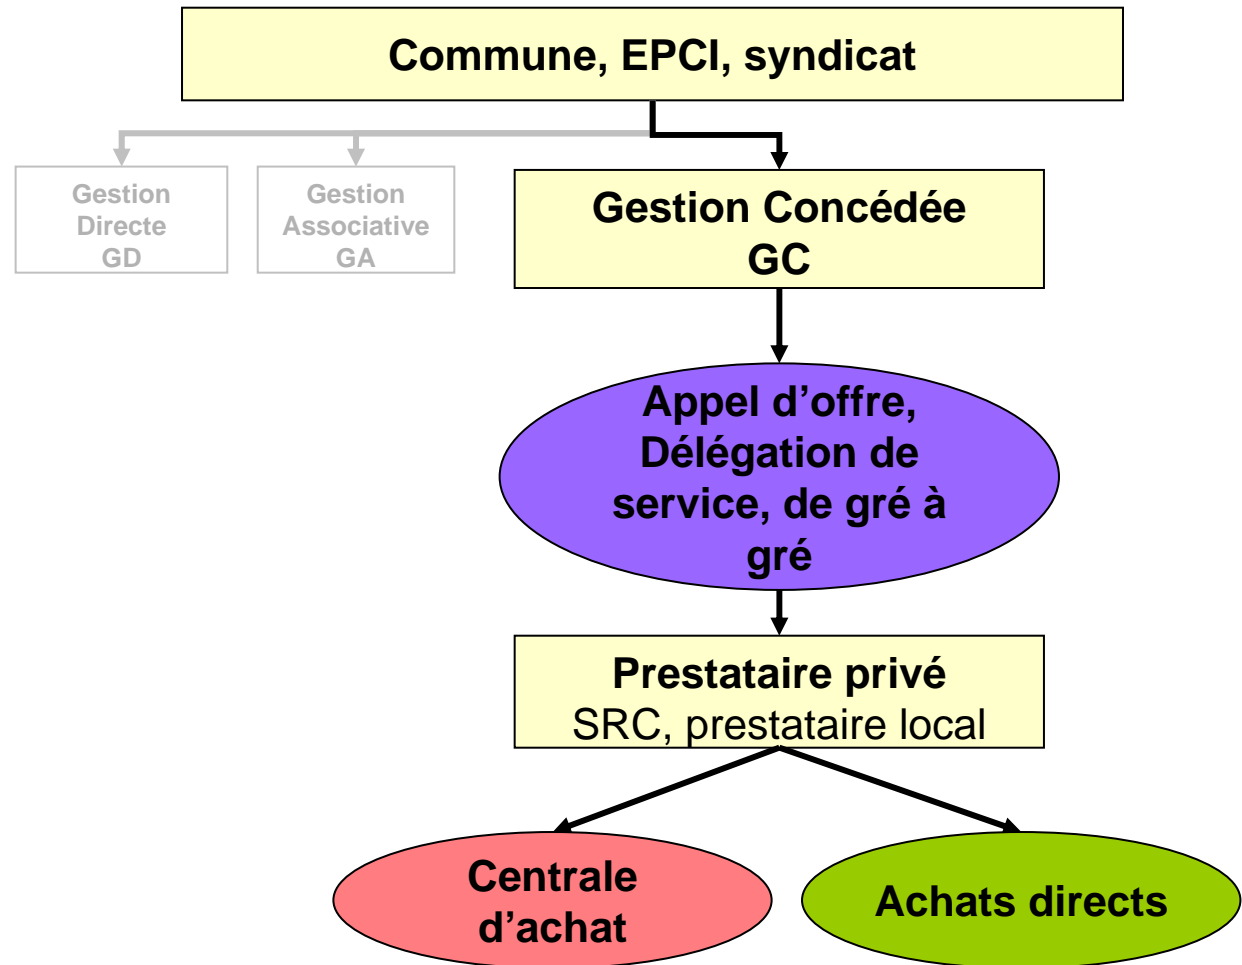 Commune, EPCI, syndicat
Gestion
Directe
GD
Gestion
Associative
GA
Gestion Concédée
GC
Appel d’offre,
Délégation de
service, de gré à
gré
Prestataire privé
SRC, prestataire local
Centrale
d’achat
Achats directs